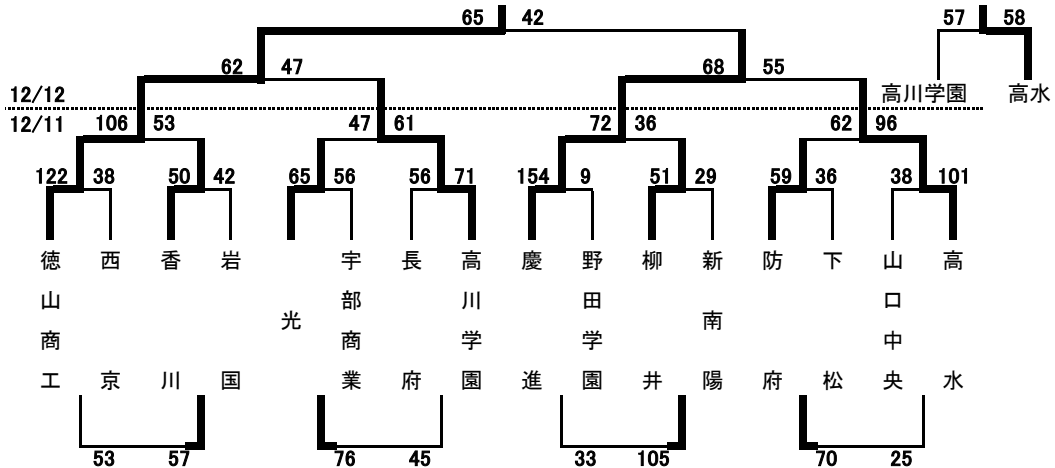 65 42 57 58
62 47 68 55
高川学園 高水
12/12
12/11 106 53 47 61 72 36 62 96
122 38 50 42 65 56 56 71 154 9 51 29 59 36 38 101
徳山商工
西京
香川
岩国
光
宇部商業
長府
高川学園
慶進
野田学園
柳井
新南陽
防府
下松
山口中央
高水
53 57 76 45 33 105 70 25